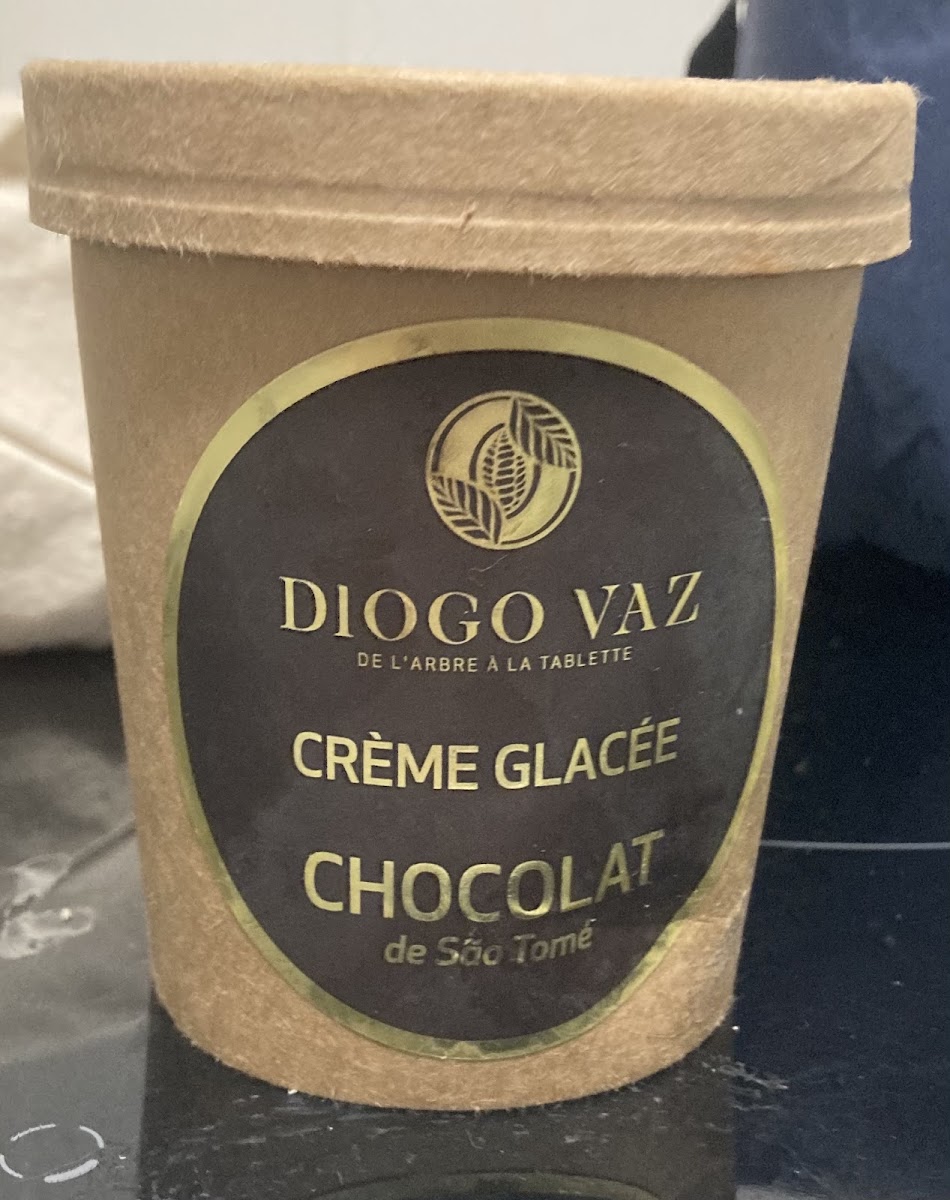 DIOGO VAZ
DE L'ARBRE À LA TABLETTE
CRÈME GLACÉE
CHOCOLAT
de São Tomé